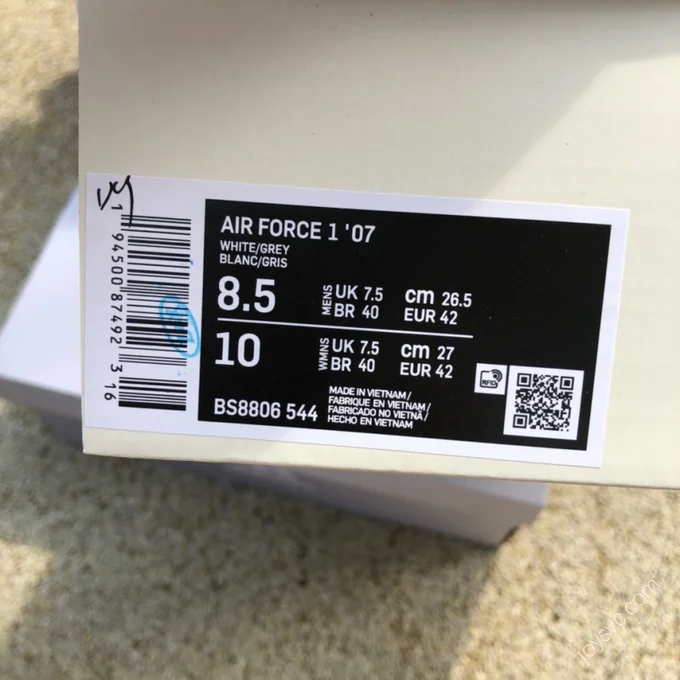 AIR FORCE 1 '07
WHITE/GREY
BLANC/GRIS
8.5 MENS UK 7.5 cm 26.5
BR 40 EUR 42
10 WMNS UK 7.5 cm 27
BR 40 EUR 42
BS8806 544
MADE IN VIETNAM/
FABRIQUE EN VIETNAM/
FABRICADO NO VIETNÃ/
HECHO EN VIETNAM
RFID
1 94500 87492 3 16
joysvc.com